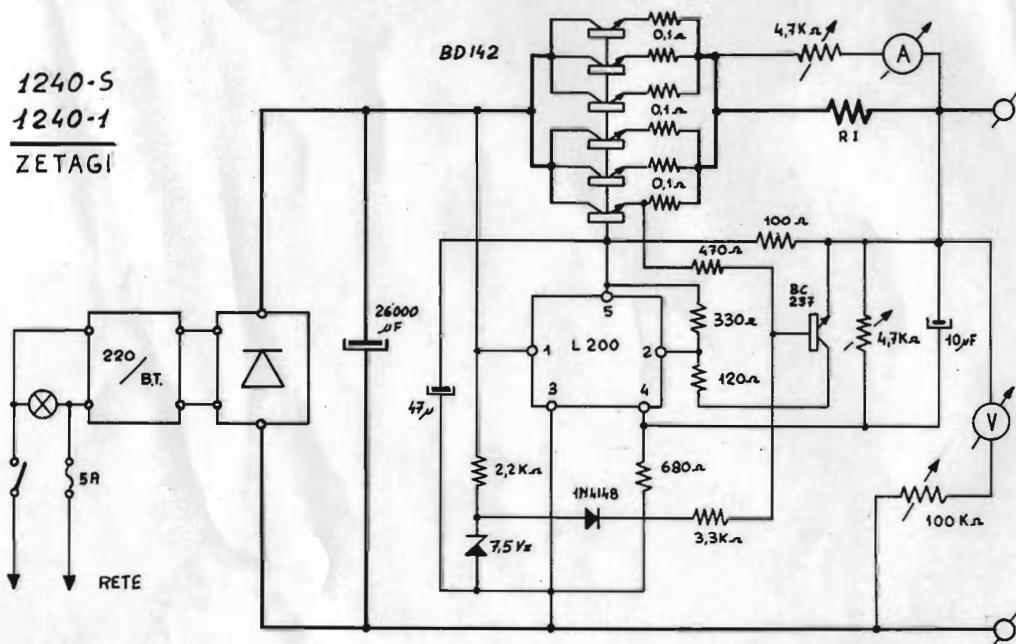 1240-S
1240-1
ZETAGI
BD142
0,1Ω
0,1Ω
0,1Ω
4,7KΩ
A
RI
100Ω
470Ω
BC
237
26000
µF
5
L 200
1
2
3
4
330Ω
120Ω
4,7KΩ
10µF
220/B.T.
47µ
V
5A
2,2KΩ
680Ω
1N4148
3,3KΩ
100KΩ
7,5Vz
RETE